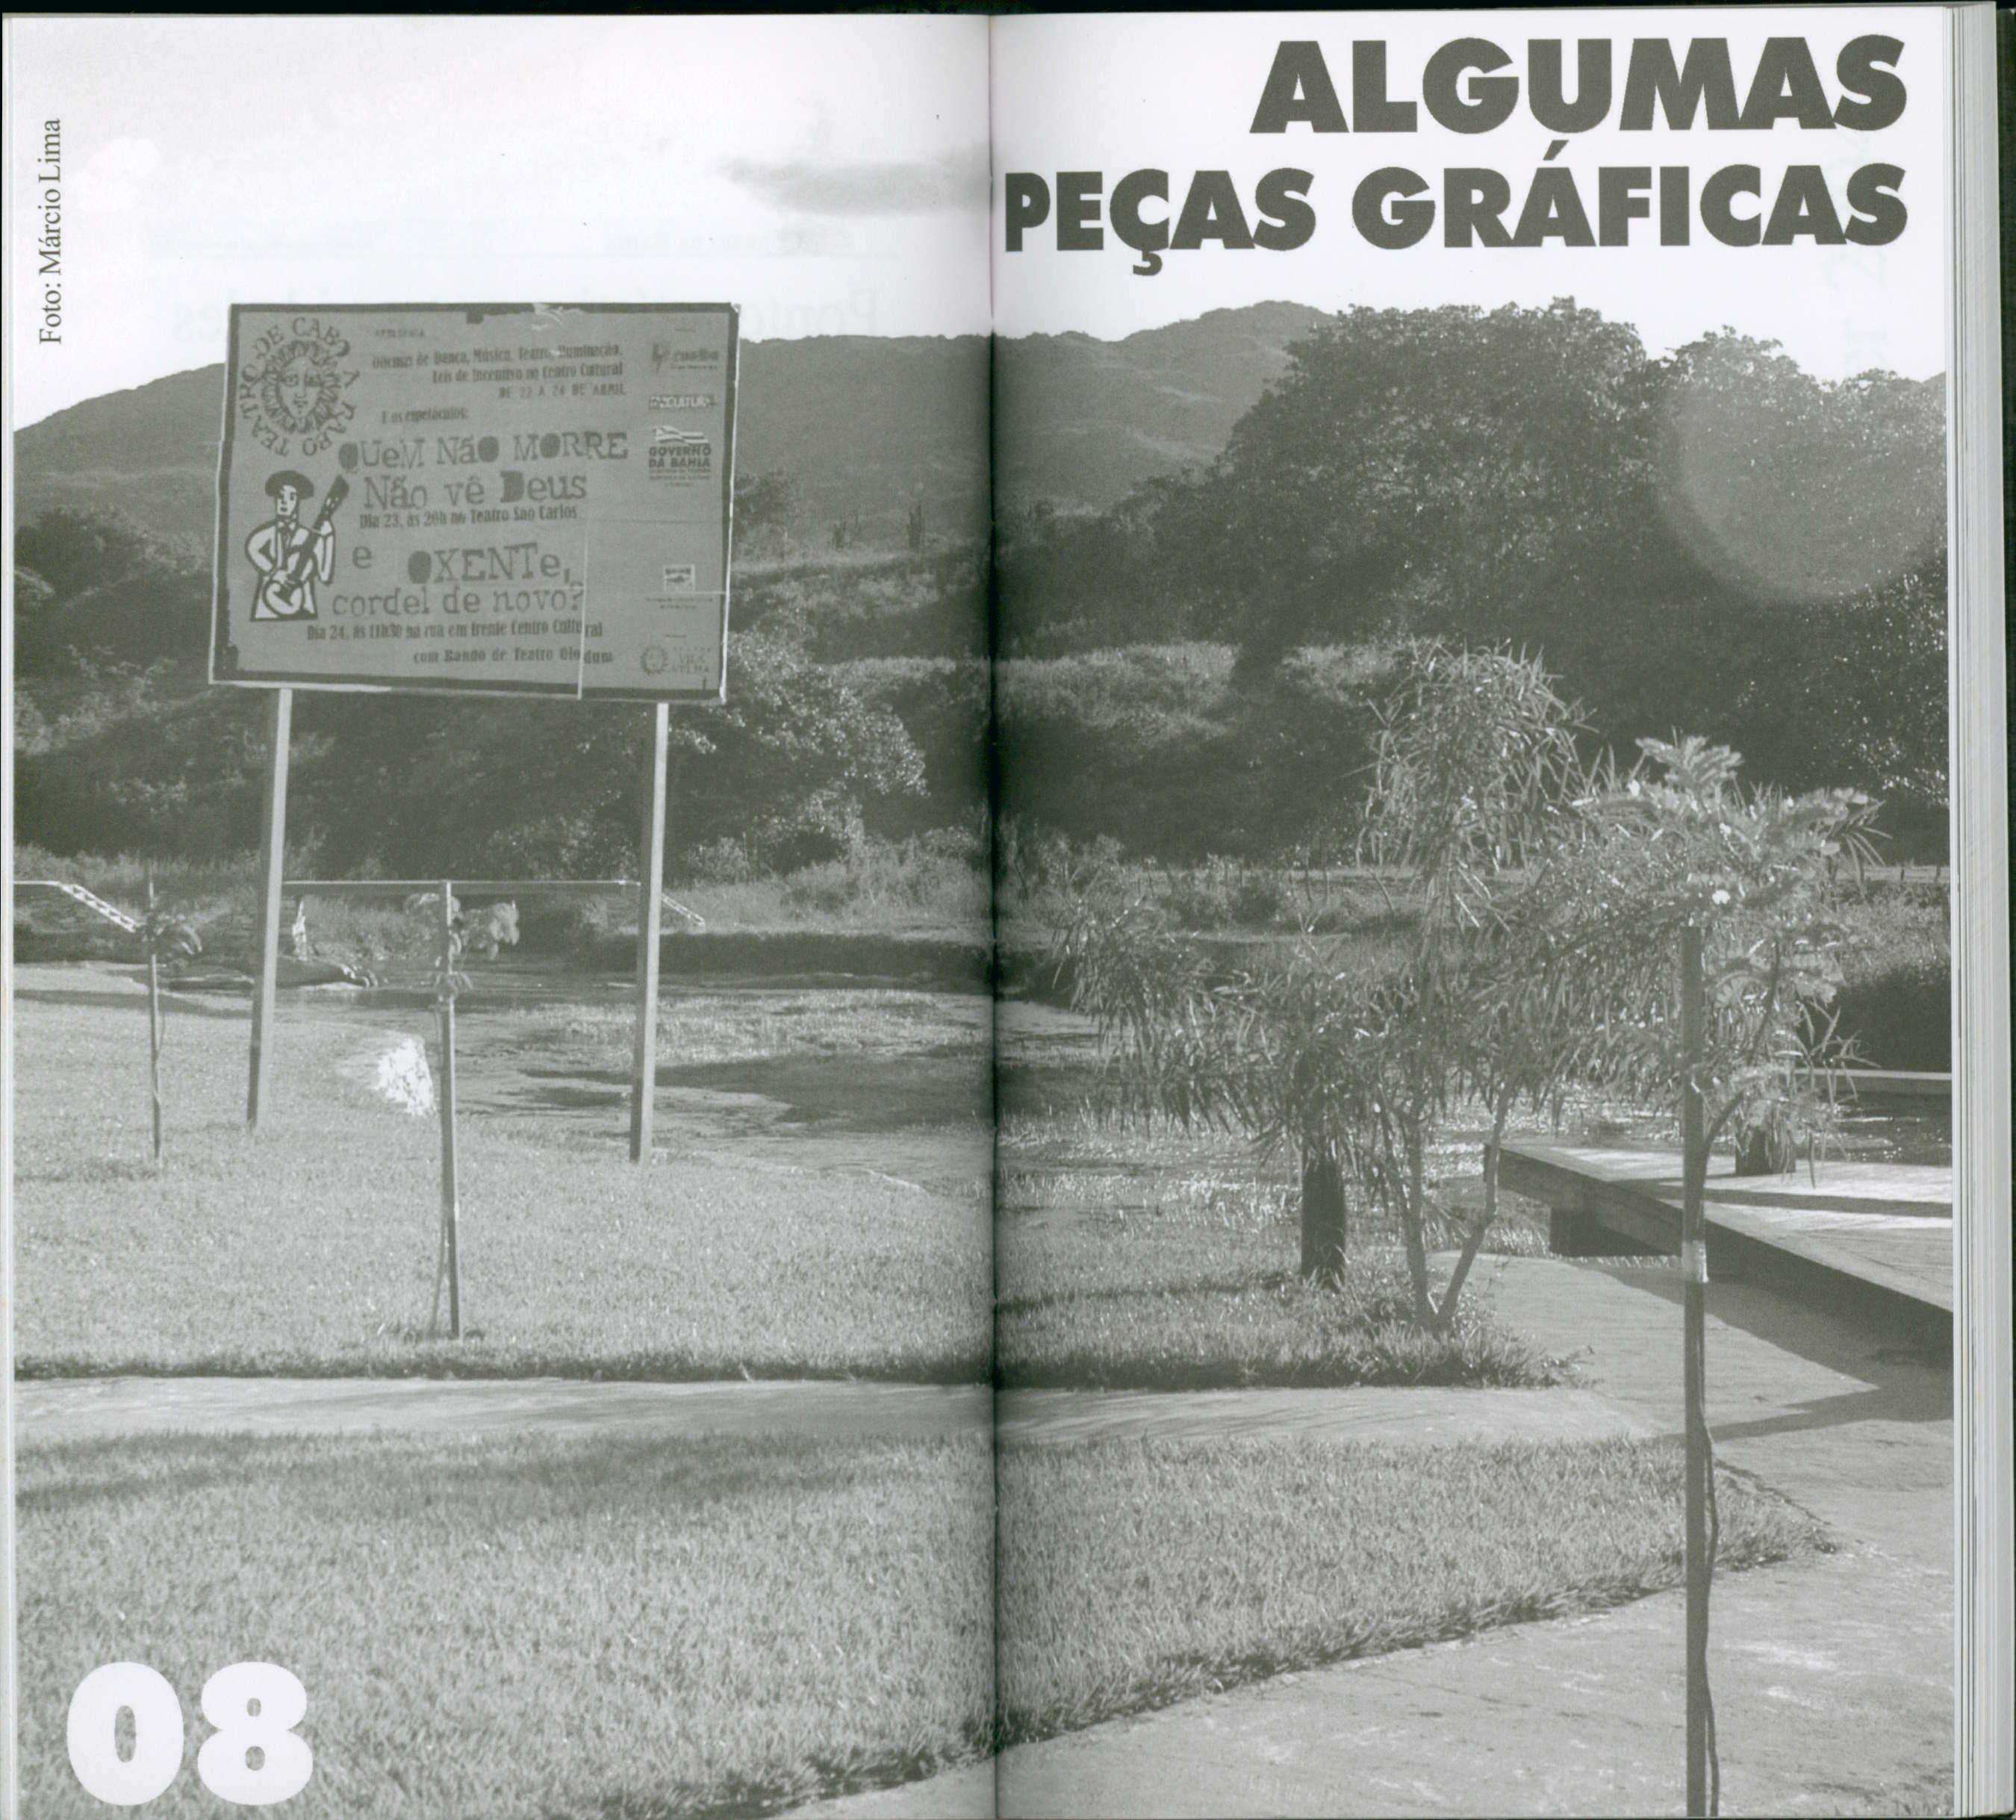 Foto: Márcio Lima
ALGUMAS
PEÇAS GRÁFICAS
TEATRO DE CABO A RABO
APRESENTA
Oficinas de Dança, Música, Teatro, Iluminação,
Leis de Incentivo no Centro Cultural
DE 22 A 24 DE ABRIL
E os espetáculos:
QUeM Não MORRE
Não vê Deus
Dia 23, às 20h no Teatro São Carlos
e OXENTe,
cordel de novo?
Dia 24, às 11h30 na rua em frente Centro Cultural
com Bando de Teatro Olodum
FAZCULTURA
GOVERNO
DA BAHIA
08